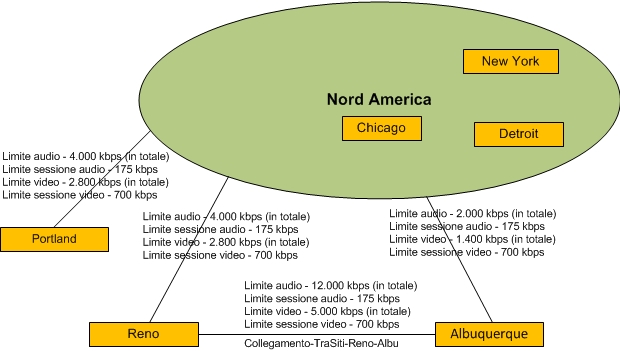 New York
Nord America
Chicago
Detroit
Limite audio - 4.000 kbps (in totale)
Limite sessione audio - 175 kbps
Limite video - 2.800 kbps (in totale)
Limite sessione video - 700 kbps
Portland
Limite audio - 4.000 kbps (in totale)
Limite sessione audio - 175 kbps
Limite video - 2.800 kbps (in totale)
Limite sessione video - 700 kbps
Limite audio - 2.000 kbps (in totale)
Limite sessione audio - 175 kbps
Limite video - 1.400 kbps (in totale)
Limite sessione video - 700 kbps
Limite audio - 12.000 kbps (in totale)
Limite sessione audio - 175 kbps
Limite video - 5.000 kbps (in totale)
Limite sessione video - 700 kbps
Reno
Albuquerque
Collegamento-TraSiti-Reno-Albu